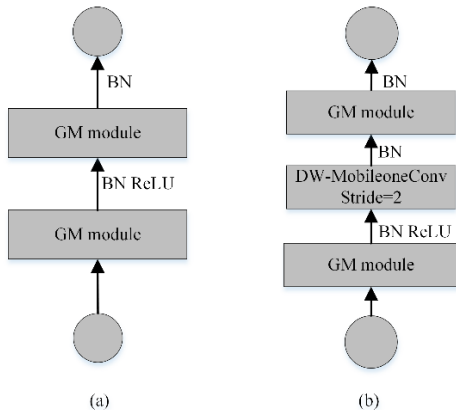 BN
GM module
BN ReLU
GM module
(a)
BN
GM module
BN
DW-MobileoneConv
Stride=2
BN ReLU
GM module
(b)